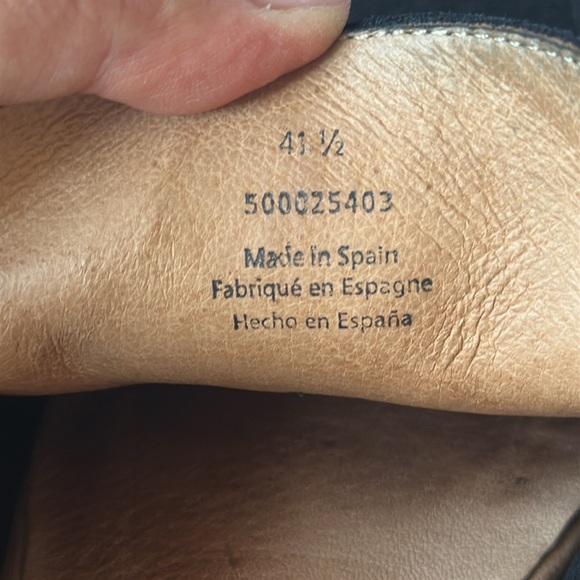 41 ½
500025403
Made in Spain
Fabriqué en Espagne
Hecho en España